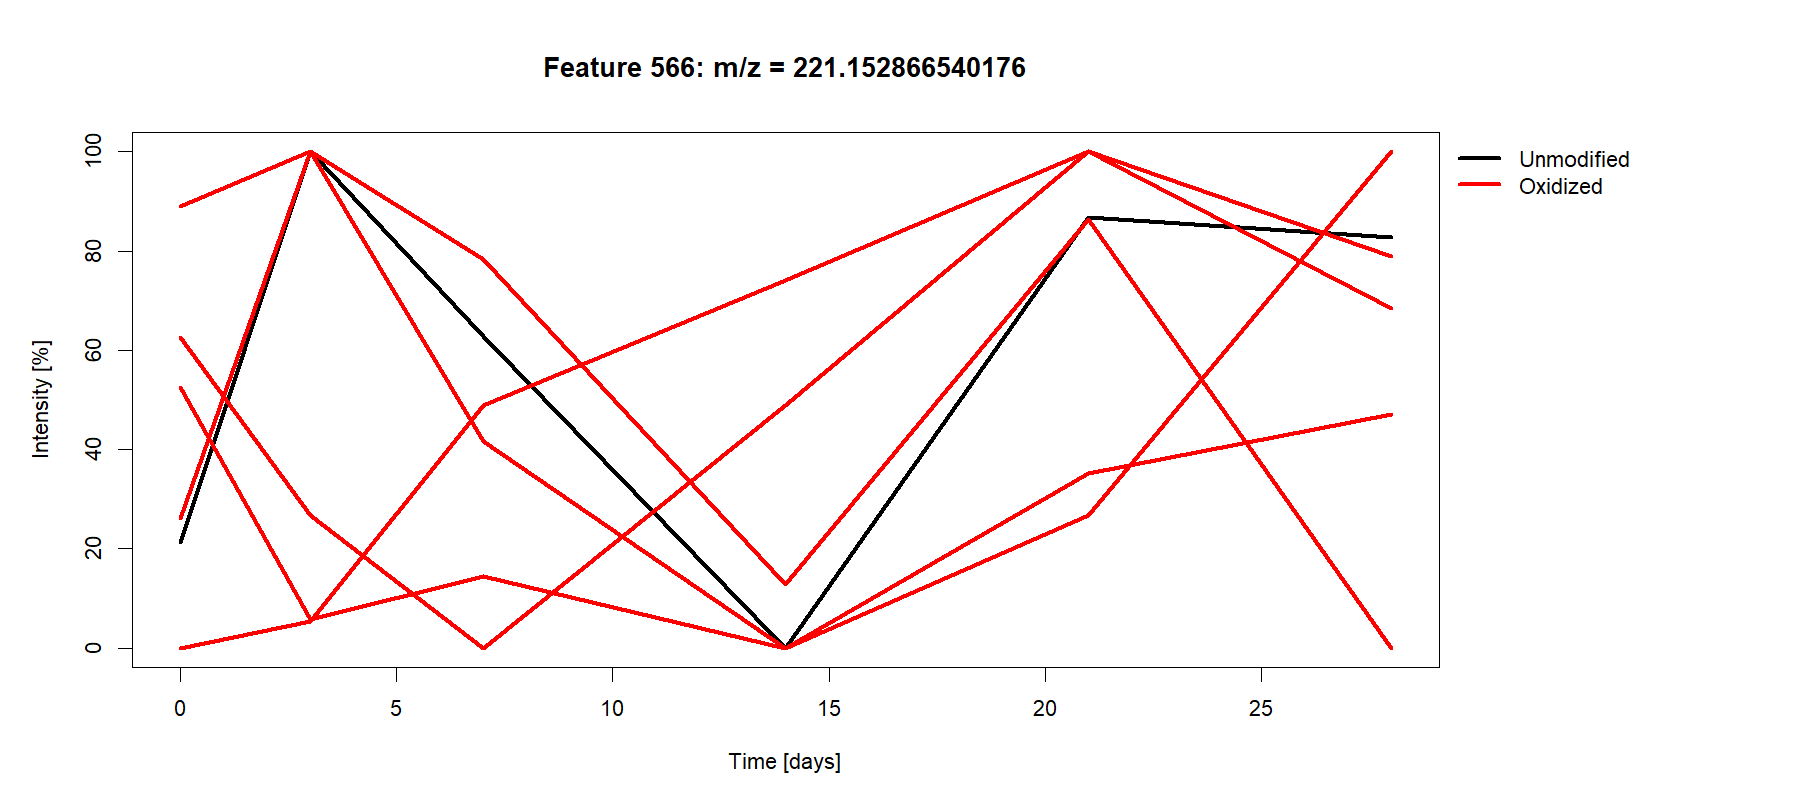 Feature 566: m/z = 221.152866540176
Unmodified
Oxidized
Intensity [%]
100
80
60
40
20
0
0 5 10 15 20 25
Time [days]